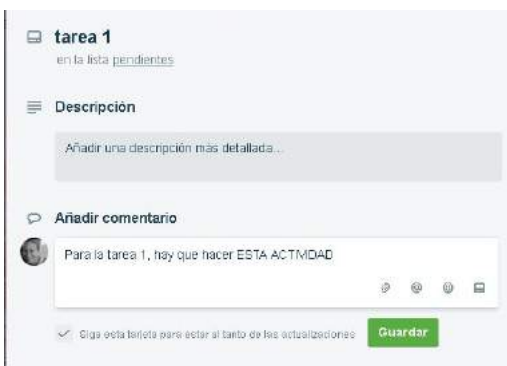 tarea 1
en la lista pendientes
Descripción
Añadir una descripción más detallada...
Añadir comentario
Para la tarea 1, hay que hacer ESTA ACTIVIDAD
Siga esta tarjeta para estar al tanto de las actualizaciones
Guardar